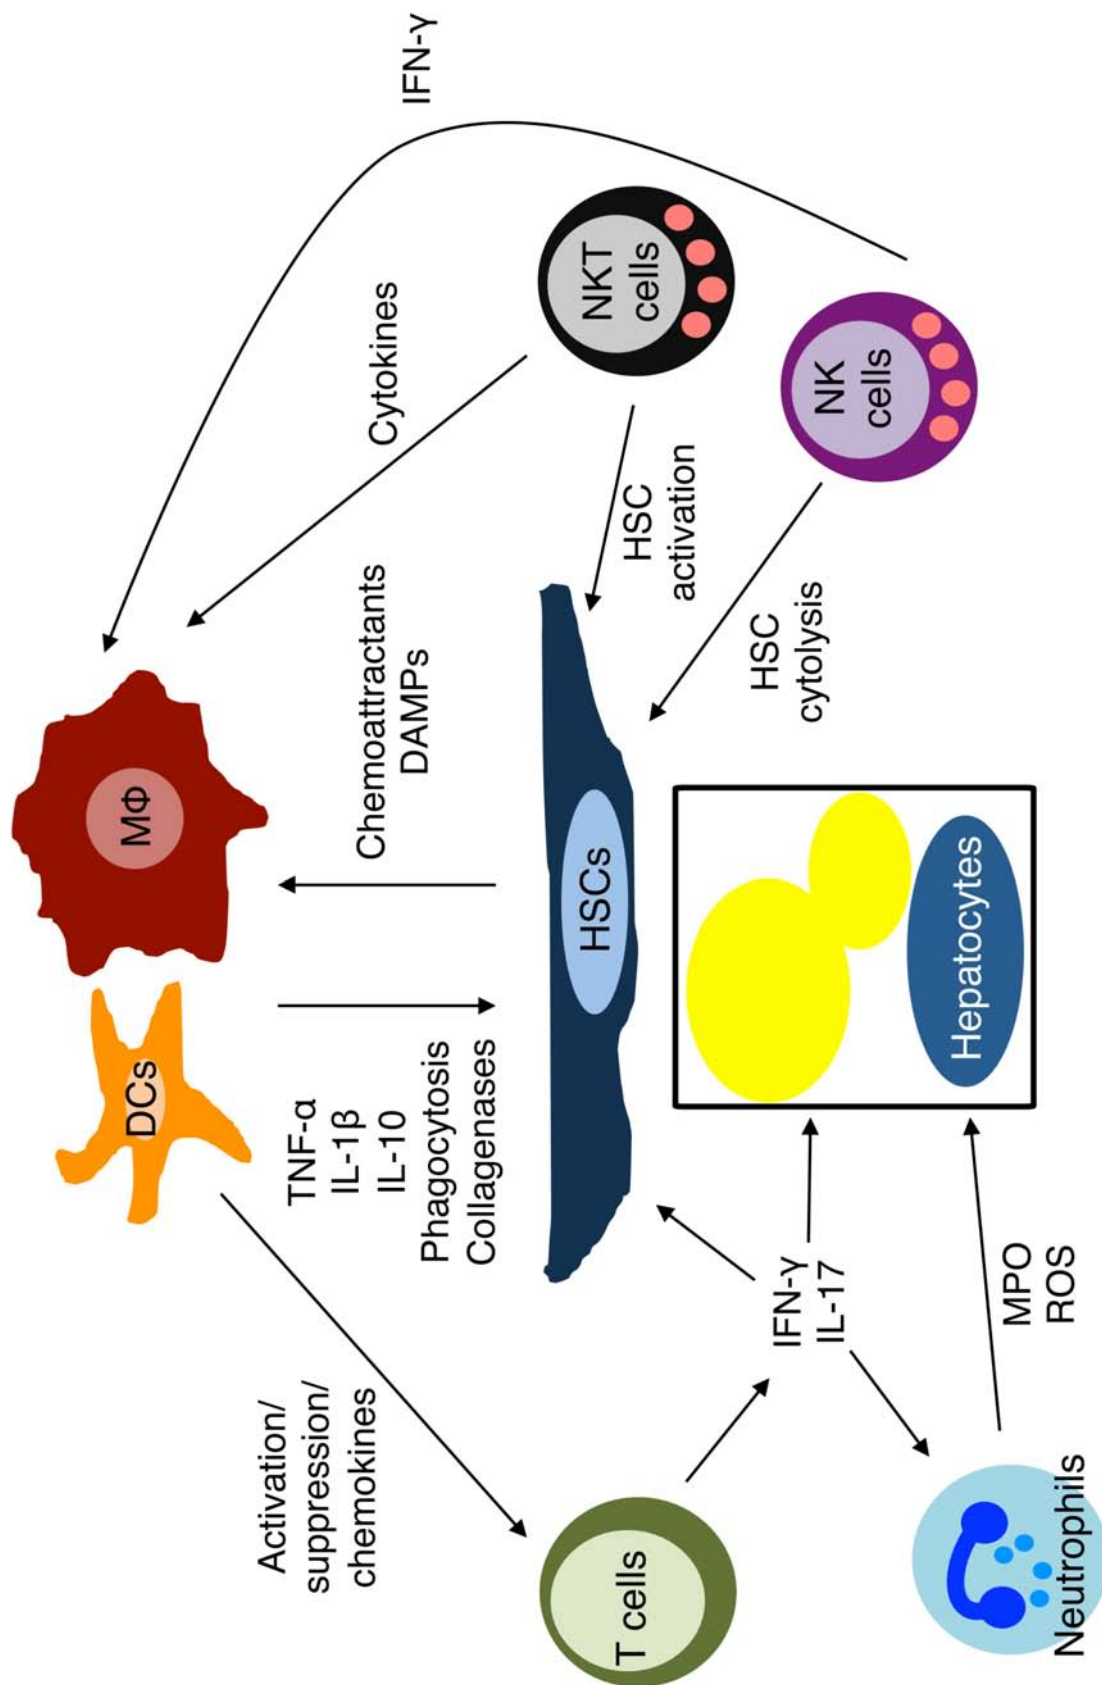 DCs
MΦ
IFN-γ
Activation/
suppression/
chemokines
TNF-α
IL-1β
IL-10
Phagocytosis
Collagenases
Chemoattractants
DAMPs
Cytokines
T cells
HSCs
HSC
activation
NKT
cells
IFN-γ
IL-17
HSC
cytolysis
NK
cells
MPO
ROS
Hepatocytes
Neutrophils